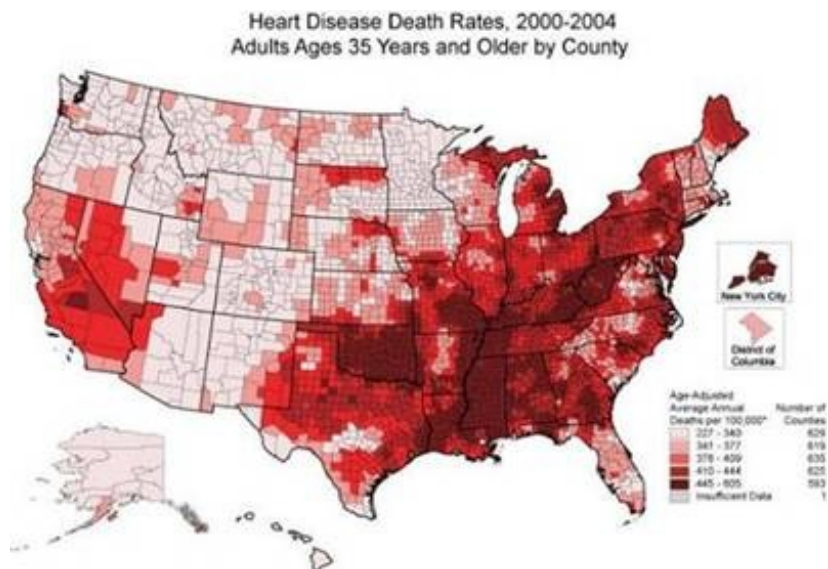 Heart Disease Death Rates, 2000-2004
Adults Ages 35 Years and Older by County
New York City
District of
Columbia
Age-Adjusted
Average Annual
Deaths per 100,000*
Number of
Counties
227 - 340 629
341 - 377 619
378 - 409 635
410 - 444 625
445 - 605 593
Insufficient Data 1